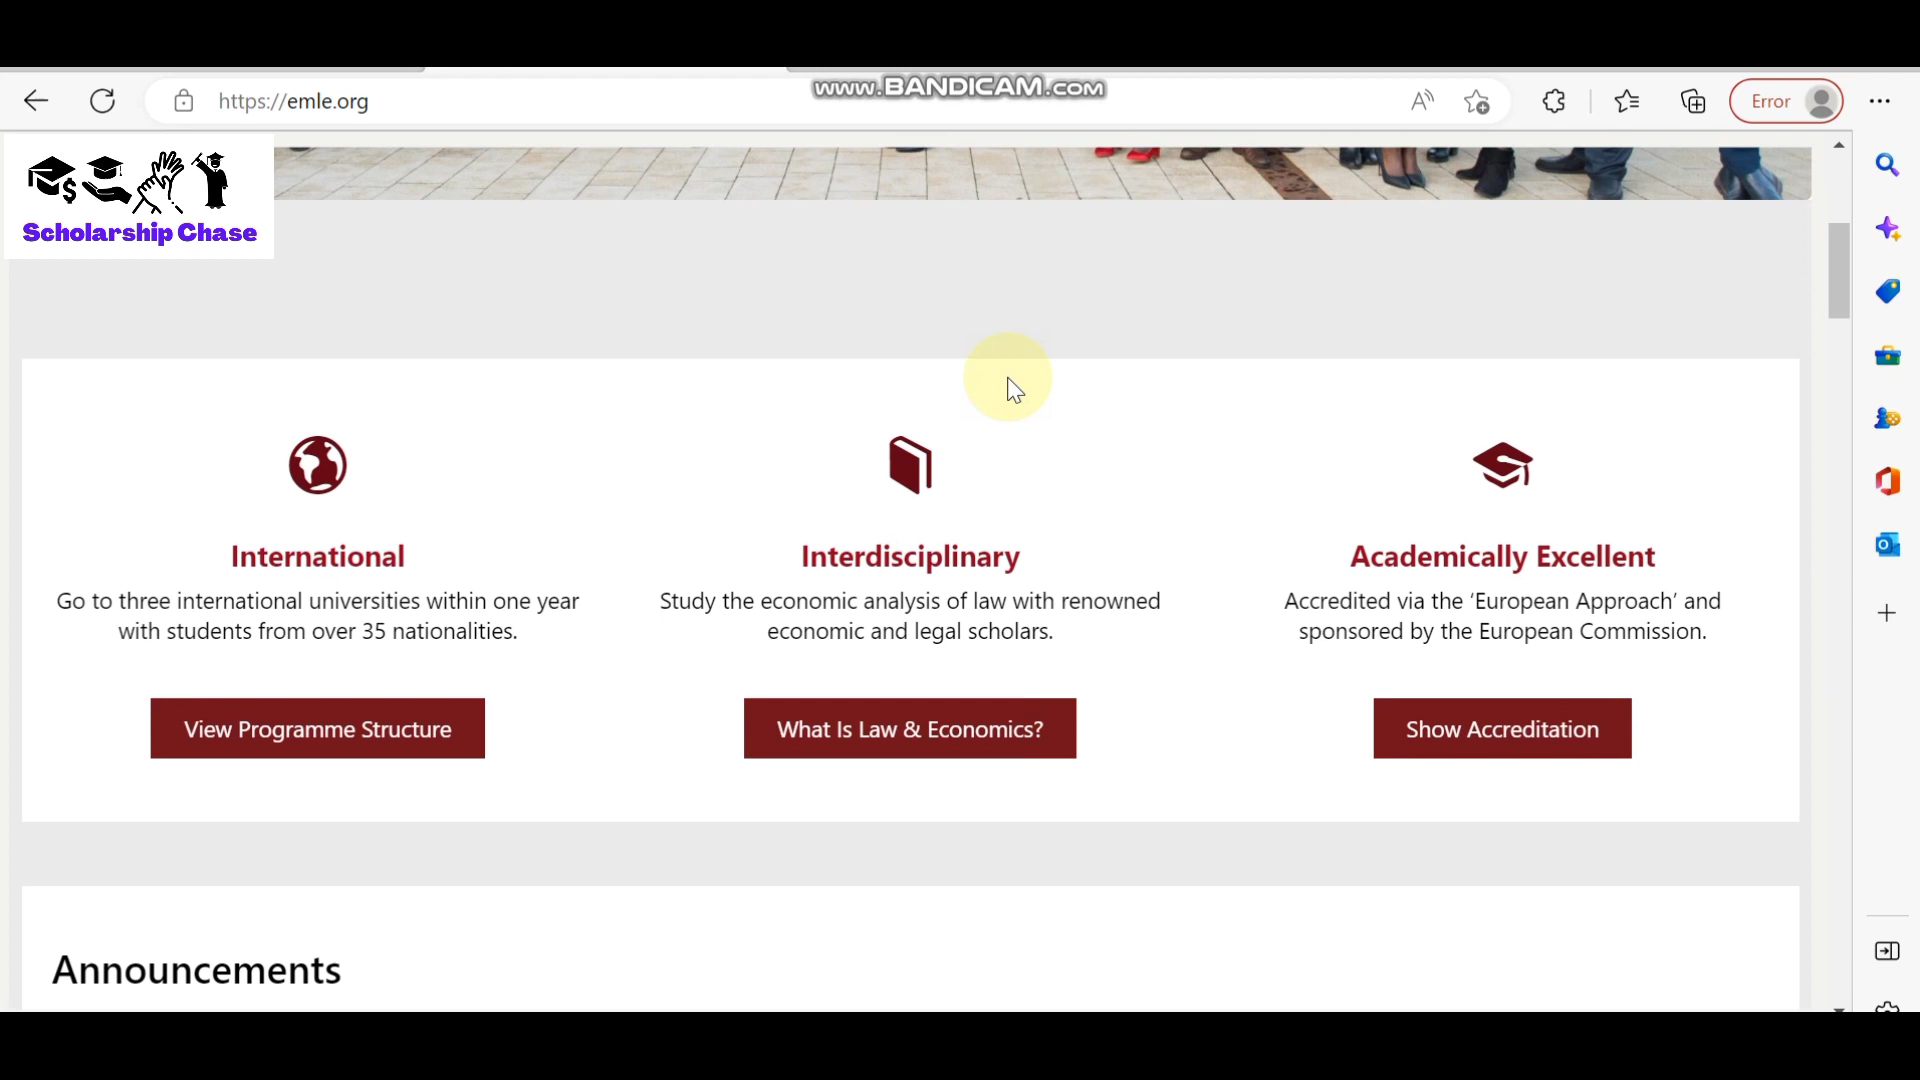 www.BANDICAM.com
https://emle.org
Error
Scholarship Chase
International
Go to three international universities within one year
with students from over 35 nationalities.
View Programme Structure
Interdisciplinary
Study the economic analysis of law with renowned
economic and legal scholars.
What Is Law & Economics?
Academically Excellent
Accredited via the ‘European Approach’ and
sponsored by the European Commission.
Show Accreditation
Announcements